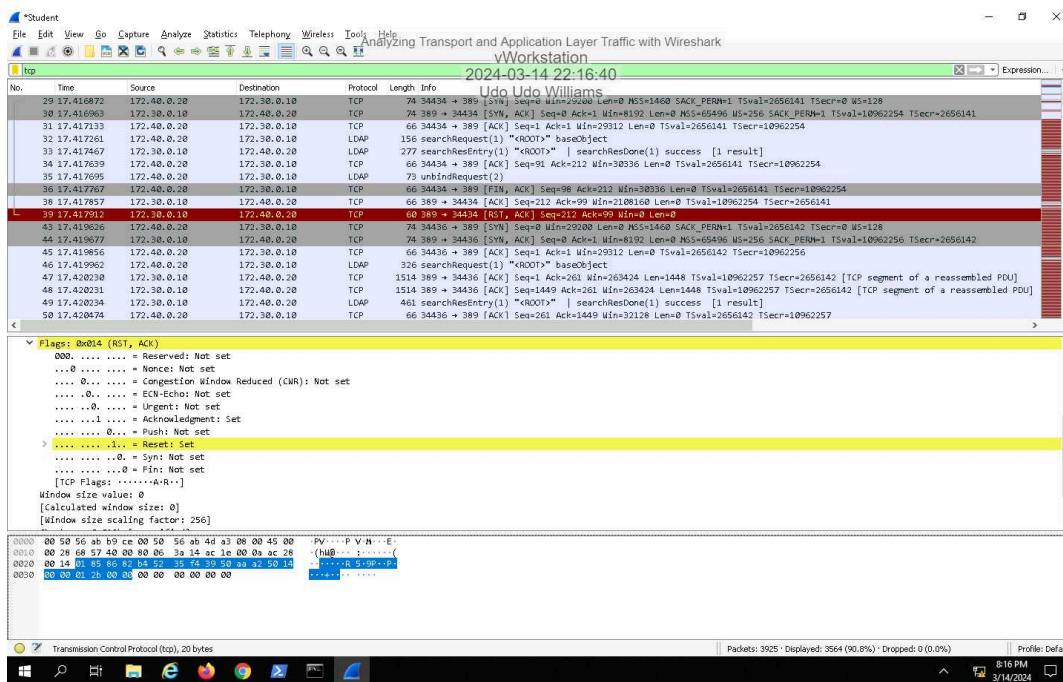 *Student
File Edit View Go Capture Analyze Statistics Telephony Wireless Tools Help
Analyzing Transport and Application Layer Traffic with Wireshark
vWorkstation
2024-03-14 22:16:40
Udo Udo Williams
tcp Expression...
No. Time Source Destination Protocol Length Info
29 17.416872 172.40.0.20 172.30.0.10 TCP 74 34434 → 389 [SYN] Seq=0 Win=29200 Len=0 MSS=1460 SACK_PERM=1 TSval=2656141 TSecr=0 WS=128
30 17.416963 172.30.0.10 172.40.0.20 TCP 74 389 → 34434 [SYN, ACK] Seq=0 Ack=1 Win=8192 Len=0 MSS=65496 WS=256 SACK_PERM=1 TSval=10962254 TSecr=2656141
31 17.417133 172.40.0.20 172.30.0.10 TCP 66 34434 → 389 [ACK] Seq=1 Ack=1 Win=29312 Len=0 TSval=2656141 TSecr=10962254
32 17.417261 172.40.0.20 172.30.0.10 LDAP 156 searchRequest(1) "<ROOT>" baseObject
33 17.417467 172.30.0.10 172.40.0.20 LDAP 277 searchResEntry(1) "<ROOT>" | searchResDone(1) success [1 result]
34 17.417639 172.40.0.20 172.30.0.10 TCP 66 34434 → 389 [ACK] Seq=91 Ack=212 Win=30336 Len=0 TSval=2656141 TSecr=10962254
35 17.417695 172.40.0.20 172.30.0.10 LDAP 73 unbindRequest(2)
36 17.417767 172.40.0.20 172.30.0.10 TCP 66 34434 → 389 [FIN, ACK] Seq=98 Ack=212 Win=30336 Len=0 TSval=2656141 TSecr=10962254
38 17.417857 172.30.0.10 172.40.0.20 TCP 66 389 → 34434 [ACK] Seq=212 Ack=99 Win=2108160 Len=0 TSval=10962254 TSecr=2656141
39 17.417912 172.30.0.10 172.40.0.20 TCP 60 389 → 34434 [RST, ACK] Seq=212 Ack=99 Win=0 Len=0
43 17.419626 172.40.0.20 172.30.0.10 TCP 74 34436 → 389 [SYN] Seq=0 Win=29200 Len=0 MSS=1460 SACK_PERM=1 TSval=2656142 TSecr=0 WS=128
44 17.419677 172.30.0.10 172.40.0.20 TCP 74 389 → 34436 [SYN, ACK] Seq=0 Ack=1 Win=8192 Len=0 MSS=65496 WS=256 SACK_PERM=1 TSval=10962256 TSecr=2656142
45 17.419856 172.40.0.20 172.30.0.10 TCP 66 34436 → 389 [ACK] Seq=1 Ack=1 Win=29312 Len=0 TSval=2656142 TSecr=10962256
46 17.419962 172.40.0.20 172.30.0.10 LDAP 326 searchRequest(1) "<ROOT>" baseObject
47 17.420230 172.30.0.10 172.40.0.20 TCP 1514 389 → 34436 [ACK] Seq=1 Ack=261 Win=263424 Len=1448 TSval=10962257 TSecr=2656142 [TCP segment of a reassembled PDU]
48 17.420231 172.30.0.10 172.40.0.20 TCP 1514 389 → 34436 [ACK] Seq=1449 Ack=261 Win=263424 Len=1448 TSval=10962257 TSecr=2656142 [TCP segment of a reassembled PDU]
49 17.420234 172.30.0.10 172.40.0.20 LDAP 461 searchResEntry(1) "<ROOT>" | searchResDone(1) success [1 result]
50 17.420474 172.40.0.20 172.30.0.10 TCP 66 34436 → 389 [ACK] Seq=261 Ack=1449 Win=32128 Len=0 TSval=2656142 TSecr=10962257
Flags: 0x014 (RST, ACK)
000. .... .... = Reserved: Not set
...0 .... .... = Nonce: Not set
.... 0... .... = Congestion Window Reduced (CWR): Not set
.... .0.. .... = ECN-Echo: Not set
.... ..0. .... = Urgent: Not set
.... ...1 .... = Acknowledgment: Set
.... .... 0... = Push: Not set
.... .... .1.. = Reset: Set
.... .... ..0. = Syn: Not set
.... .... ...0 = Fin: Not set
[TCP Flags: ·······A·R··]
Window size value: 0
[Calculated window size: 0]
[Window size scaling factor: 256]
0000 00 50 56 ab b9 ce 00 50 56 ab 4d a3 08 00 45 00 ·PV····P V·M···E·
0010 00 28 68 57 40 00 80 06 3a 14 ac 1e 00 0a ac 28 ·(hW@··· :······(
0020 00 14 01 85 86 82 b4 52 35 f4 39 50 aa a2 50 14 ·······R 5·9P··P·
0030 00 00 01 2b 00 00 00 00 00 00 00 00 ···+···· ····
Transmission Control Protocol (tcp), 20 bytes Packets: 3925 · Displayed: 3564 (90.8%) · Dropped: 0 (0.0%) Profile: Defa
8:16 PM
3/14/2024